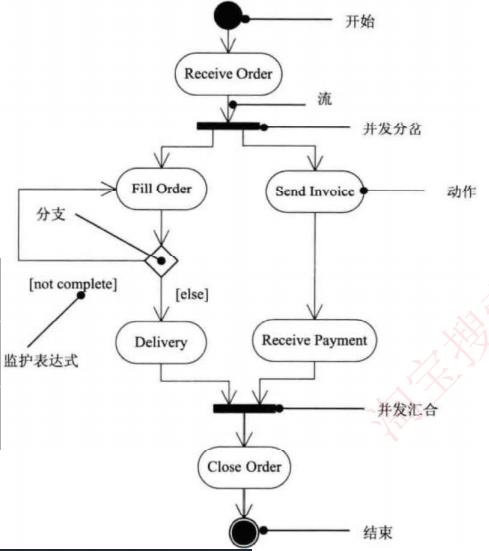 开始
Receive Order
流
并发分岔
Fill Order
Send Invoice
动作
分支
[not complete]
[else]
监护表达式
Delivery
Receive Payment
并发汇合
Close Order
结束
淘宝搜